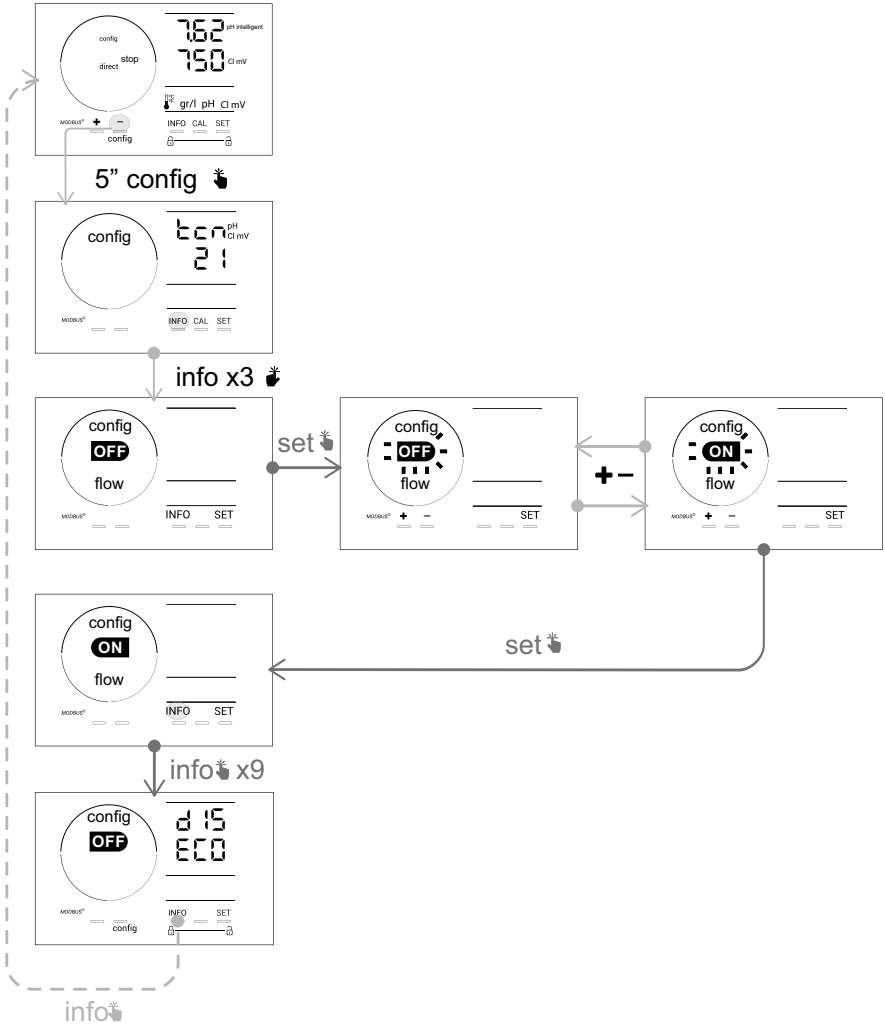 config
stop
direct
7.62 pH intelligent
750 Cl mV
°C
°F gr/l pH Cl mV
MODBUS® + − INFO CAL SET
config
5” config
config
tcn pH
Cl mV
21
MODBUS® INFO CAL SET
info x3
config
OFF
flow
MODBUS® INFO SET
set
config
OFF
flow
MODBUS® + − SET
+ −
config
ON
flow
MODBUS® + − SET
set
config
ON
flow
MODBUS® INFO SET
info x9
config
OFF
dIS
ECO
MODBUS® INFO SET
config
info